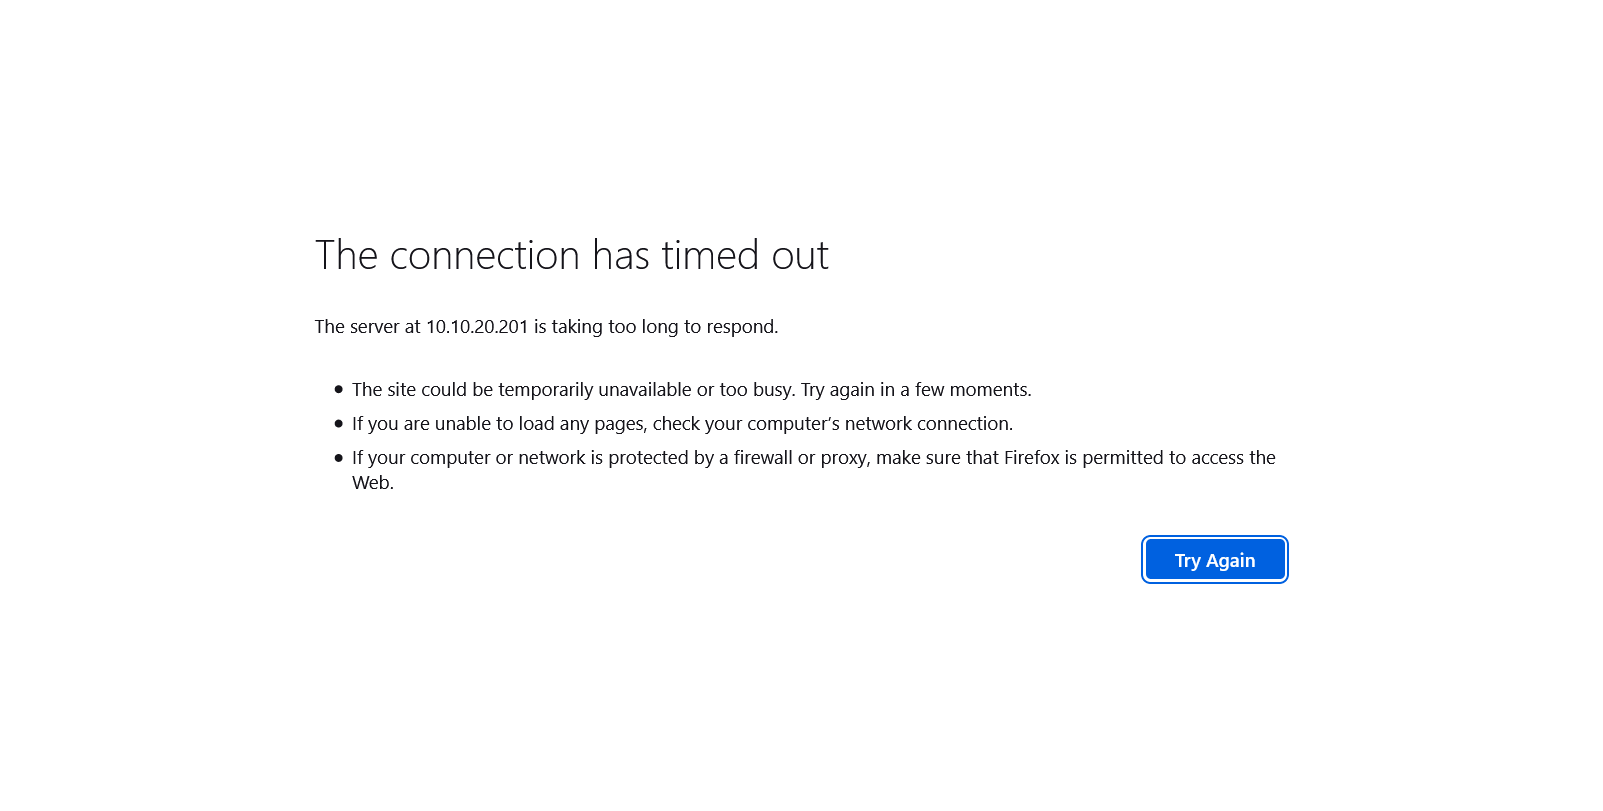 The connection has timed out
The server at 10.10.20.201 is taking too long to respond.
● The site could be temporarily unavailable or too busy. Try again in a few moments.
● If you are unable to load any pages, check your computer’s network connection.
● If your computer or network is protected by a firewall or proxy, make sure that Firefox is permitted to access the
Web.
Try Again